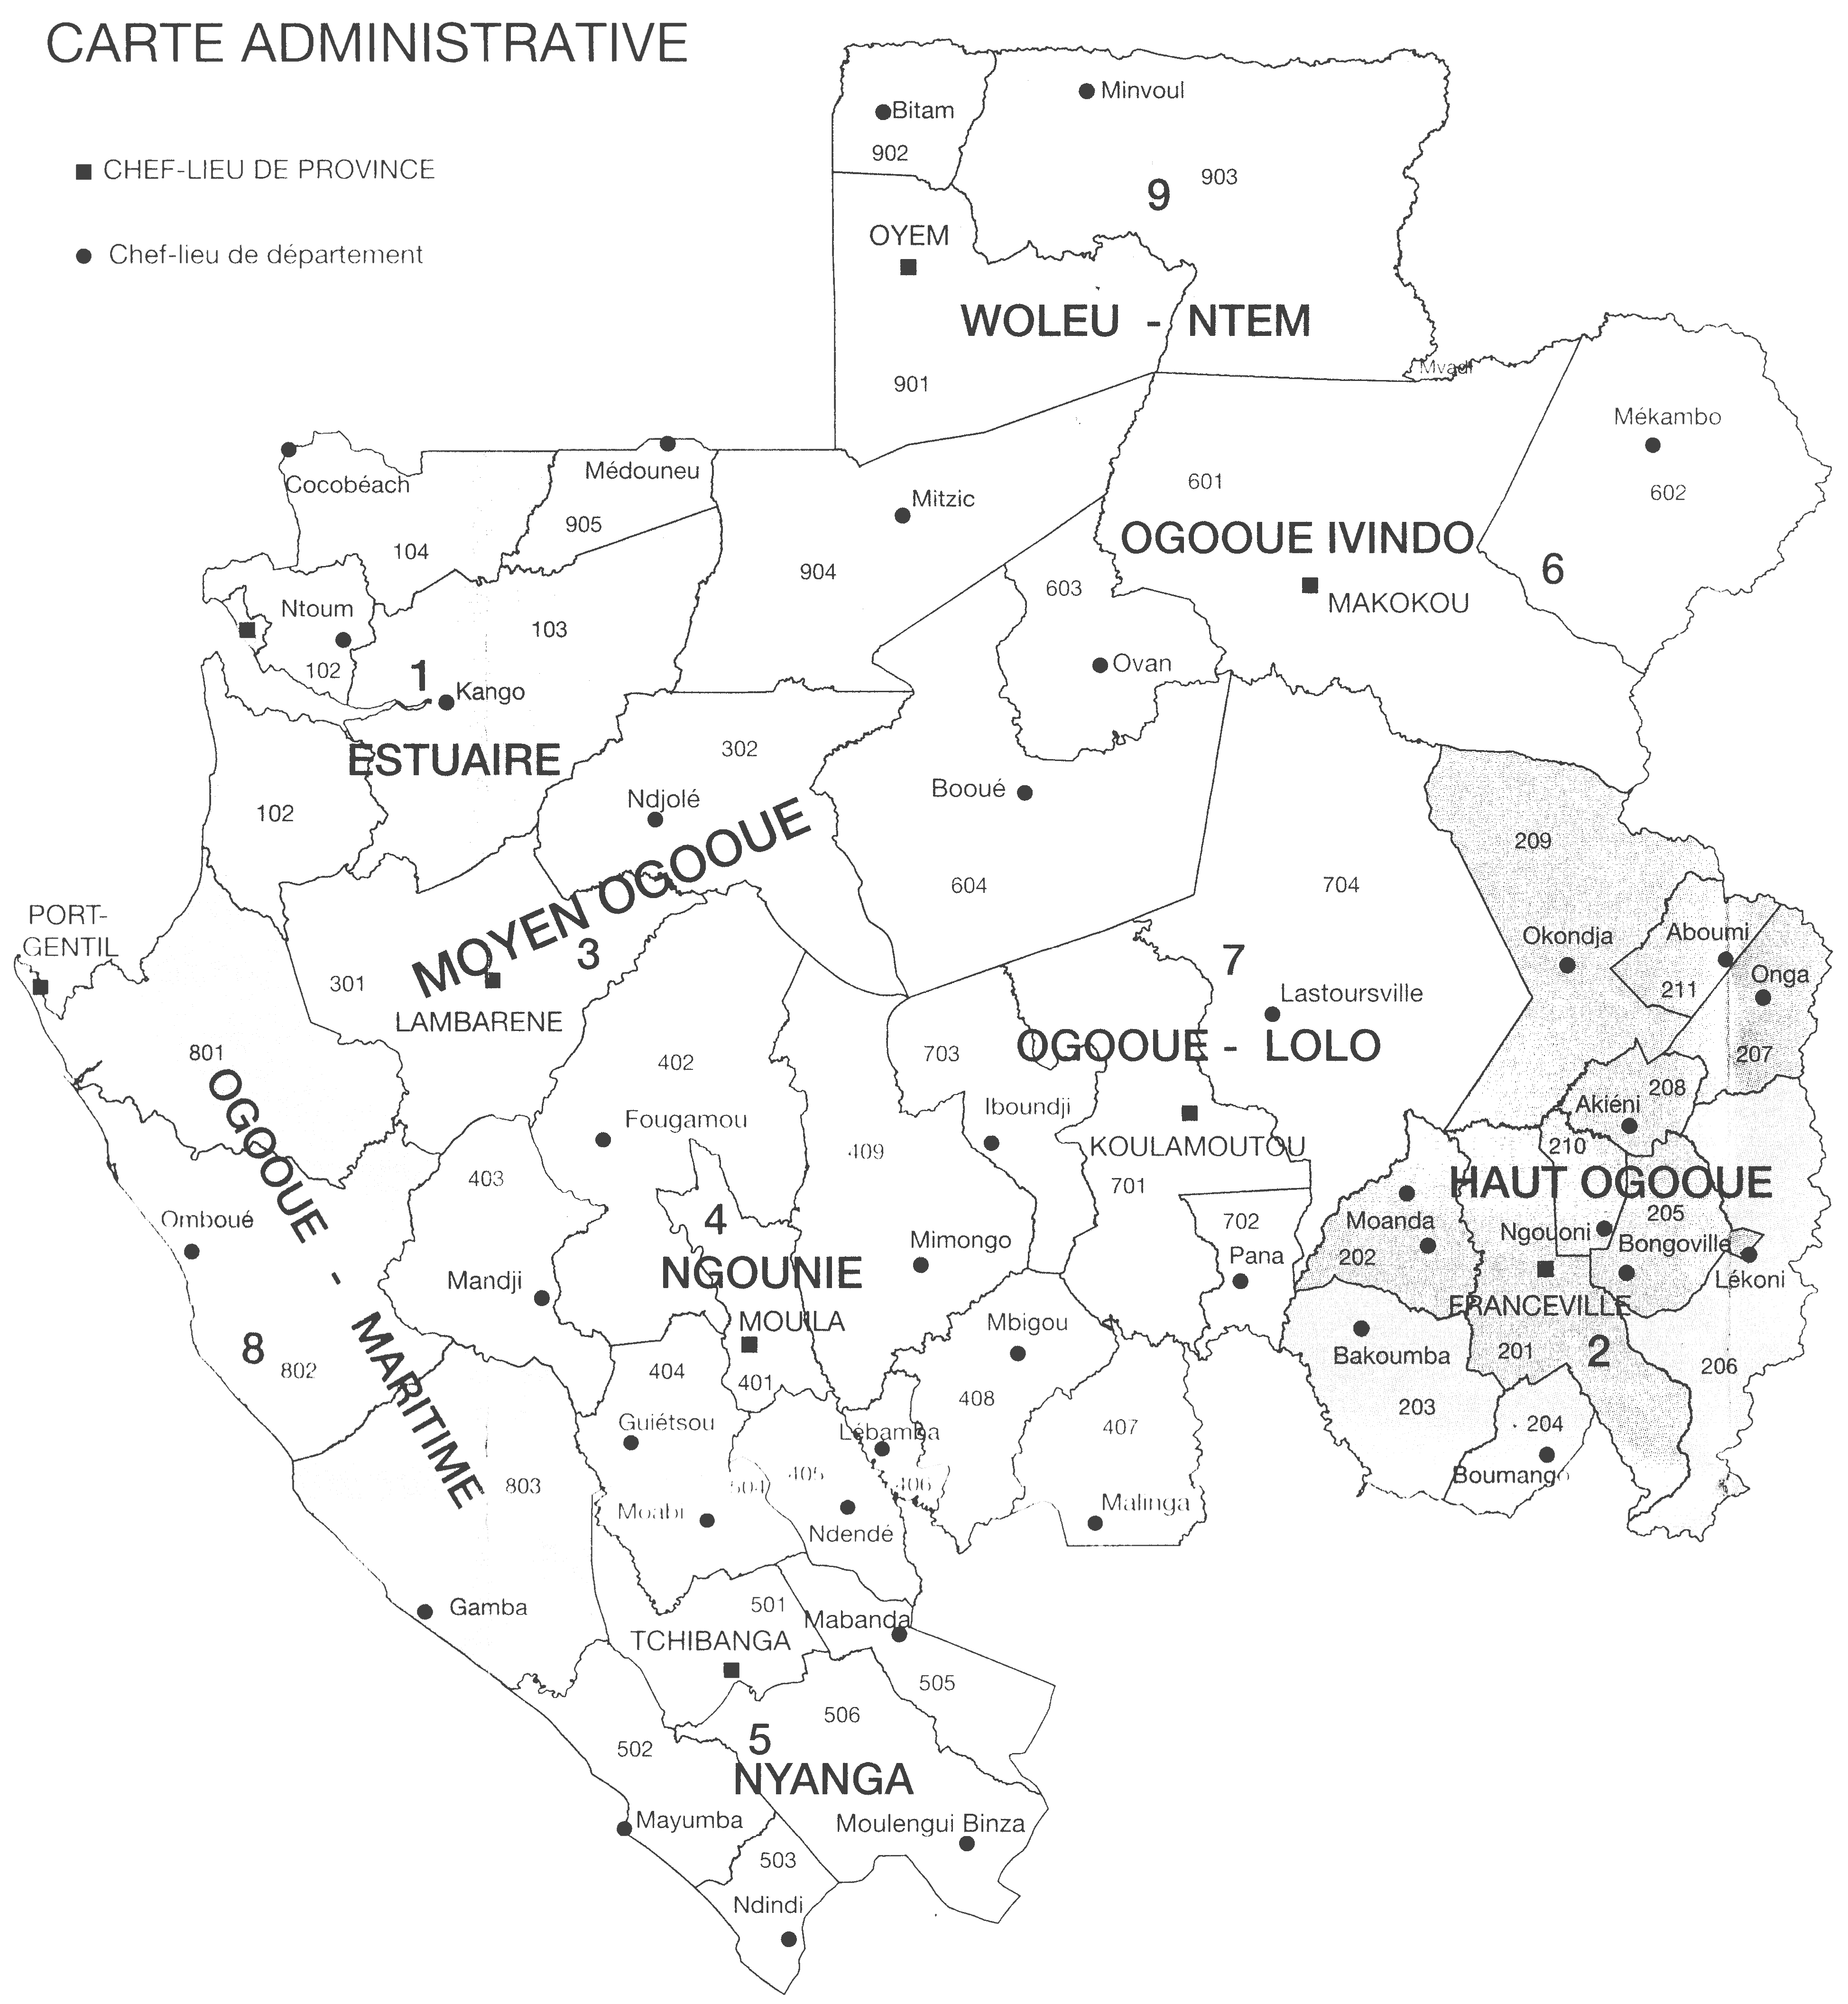 CARTE ADMINISTRATIVE
CHEF-LIEU DE PROVINCE
Chef-lieu de département
Minvoul
Bitam
902
903
9
OYEM
WOLEU - NTEM
901
Mvadi
Mékambo
602
Cocobéach
Médouneu
905
104
Mitzic
904
601
OGOOUE IVINDO
6
603
MAKOKOU
Ovan
Ntoum
102
103
1
Kango
ESTUAIRE
102
302
Ndjolé
MOYEN OGOOUE
3
Booué
604
704
209
PORT-
GENTIL
301
LAMBARENE
7
Lastoursville
OGOOUE - LOLO
703
Okondja
Aboumi
211
Onga
207
801
OGOOUE - MARITIME
402
Fougamou
409
Iboundji
KOULAMOUTOU
701
702
Pana
208
Akiéni
210
HAUT OGOOUE
205
Moanda
202
Ngouoni
Bongoville
Lékoni
FRANCEVILLE
201
2
206
Bakoumba
203
204
Boumango
403
Omboué
Mandji
4
NGOUNIE
Mimongo
MOUILA
401
404
8
802
Mbigou
408
407
Guiétsou
Lébamba
405
406
504
803
Moabi
Ndendé
Malinga
Gamba
501
Mabanda
TCHIBANGA
505
506
502
5
NYANGA
Mayumba
Moulengui Binza
503
Ndindi